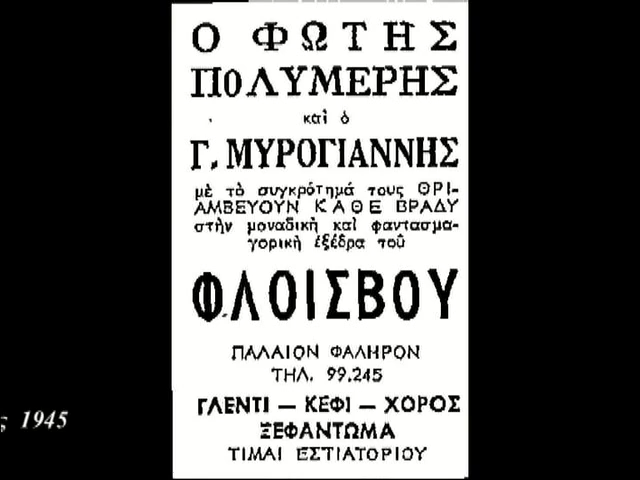 Ο ΦΩΤΗΣ
ΠΟΛΥΜΕΡΗΣ
καὶ ὁ
Γ. ΜΥΡΟΓΙΑΝΝΗΣ
μὲ τὸ συγκρότημά τους ΘΡΙ-
ΑΜΒΕΥΟΥΝ ΚΑΘΕ ΒΡΑΔΥ
στὴν μοναδικὴ καὶ φαντασμα-
γορικὴ ἐξέδρα τοῦ
ΦΛΟΙΣΒΟΥ
ΠΑΛΑΙΟΝ ΦΑΛΗΡΟΝ
ΤΗΛ. 99.245
ΓΛΕΝΤΙ — ΚΕΦΙ — ΧΟΡΟΣ
ΞΕΦΑΝΤΩΜΑ
ΤΙΜΑΙ ΕΣΤΙΑΤΟΡΙΟΥ
ς 1945